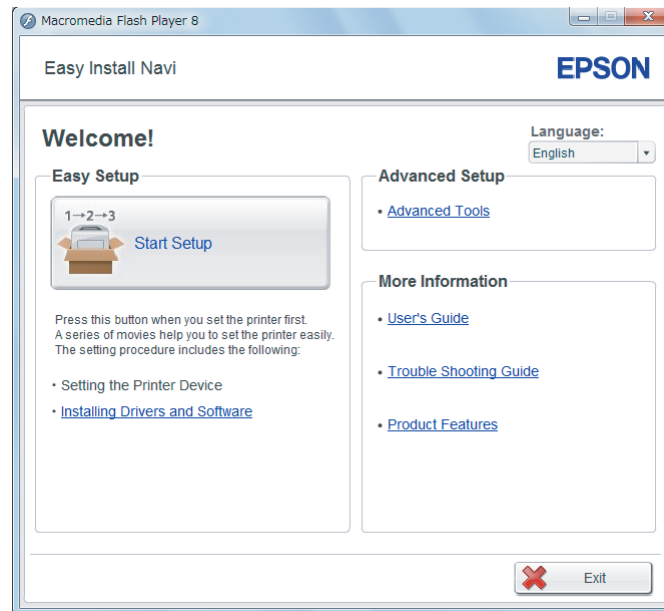 Macromedia Flash Player 8
Easy Install Navi
EPSON
Welcome!
Language:
English
Easy Setup
1→2→3
Start Setup
Press this button when you set the printer first.
A series of movies help you to set the printer easily.
The setting procedure includes the following:
・Setting the Printer Device
・Installing Drivers and Software
Advanced Setup
• Advanced Tools
More Information
• User's Guide
• Trouble Shooting Guide
• Product Features
Exit